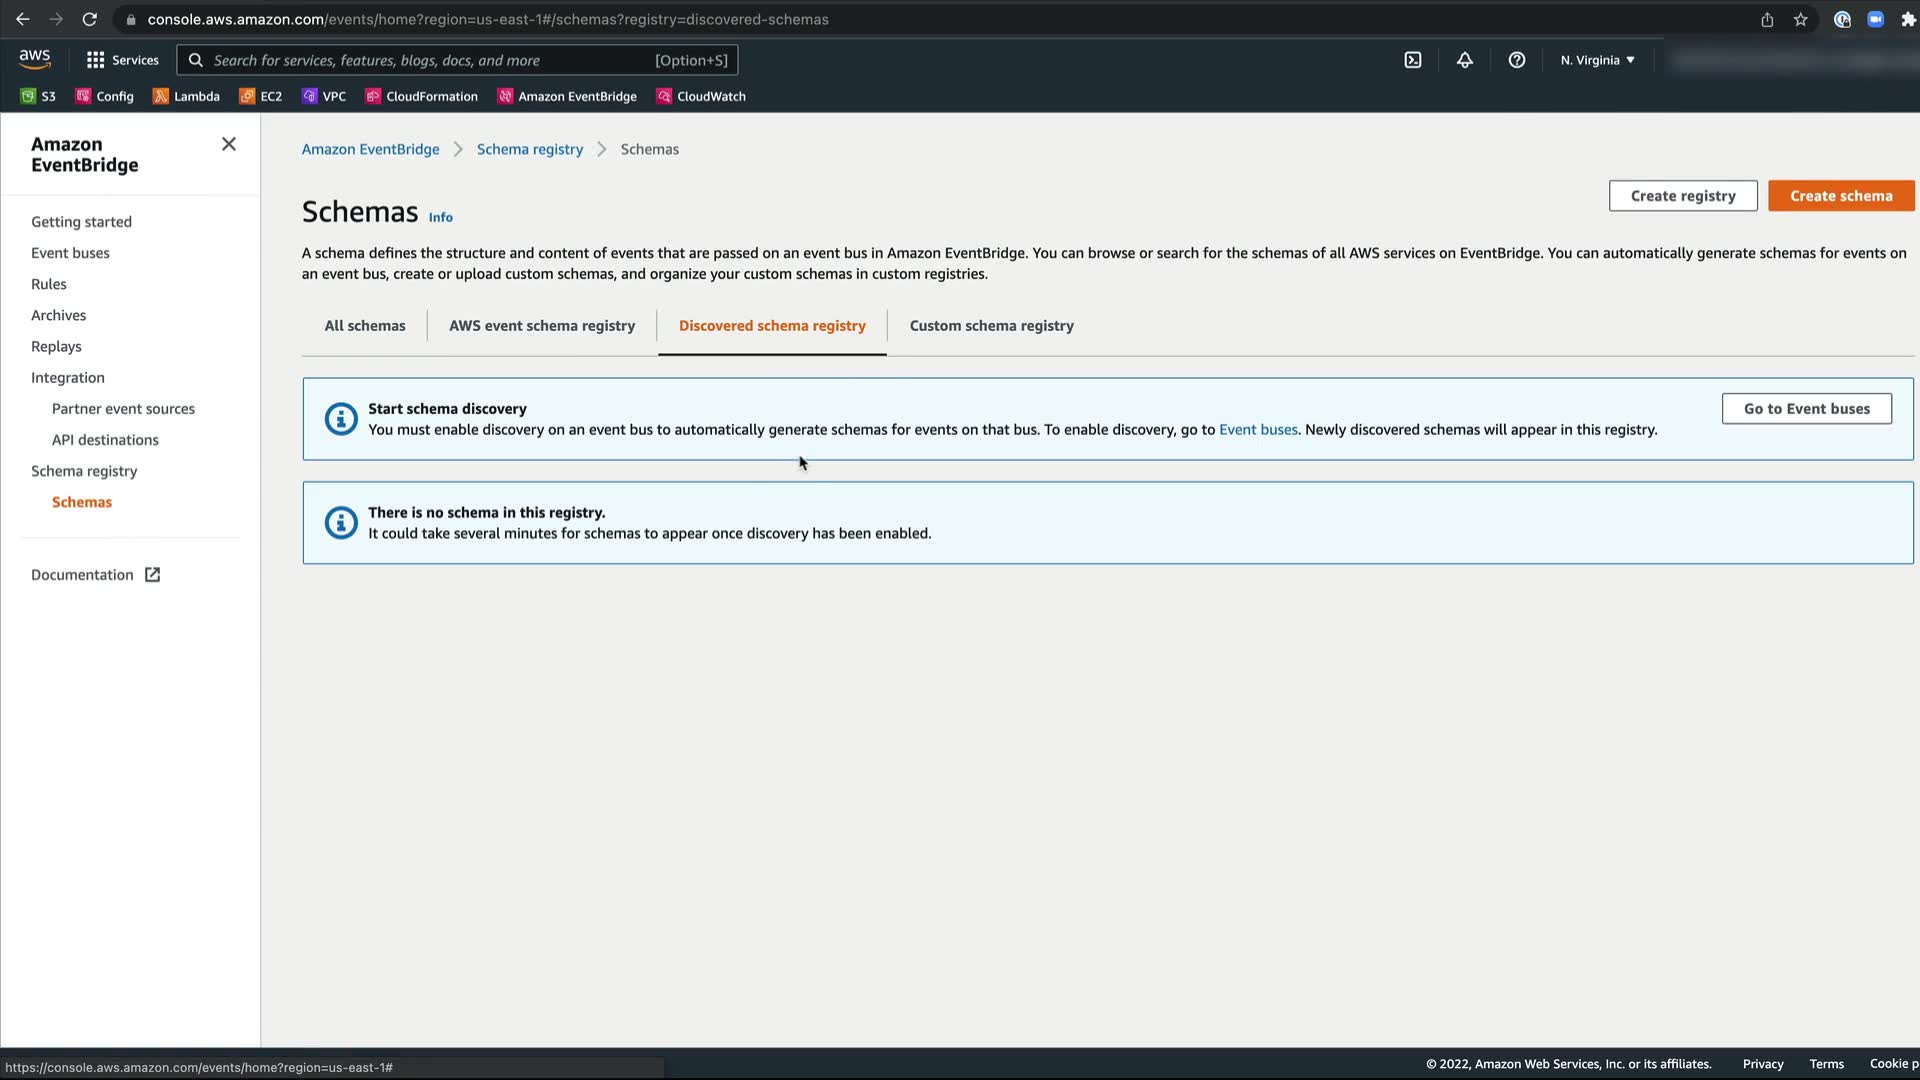 console.aws.amazon.com/events/home?region=us-east-1#/schemas?registry=discovered-schemas
aws
Services
Search for services, features, blogs, docs, and more [Option+S]
N. Virginia
S3 Config Lambda EC2 VPC CloudFormation Amazon EventBridge CloudWatch
Amazon
EventBridge
Getting started
Event buses
Rules
Archives
Replays
Integration
Partner event sources
API destinations
Schema registry
Schemas
Documentation
Amazon EventBridge > Schema registry > Schemas
Create registry
Create schema
Schemas Info
A schema defines the structure and content of events that are passed on an event bus in Amazon EventBridge. You can browse or search for the schemas of all AWS services on EventBridge. You can automatically generate schemas for events on
an event bus, create or upload custom schemas, and organize your custom schemas in custom registries.
All schemas
AWS event schema registry
Discovered schema registry
Custom schema registry
Start schema discovery
You must enable discovery on an event bus to automatically generate schemas for events on that bus. To enable discovery, go to Event buses. Newly discovered schemas will appear in this registry.
Go to Event buses
There is no schema in this registry.
It could take several minutes for schemas to appear once discovery has been enabled.
https://console.aws.amazon.com/events/home?region=us-east-1#
© 2022, Amazon Web Services, Inc. or its affiliates. Privacy Terms Cookie p